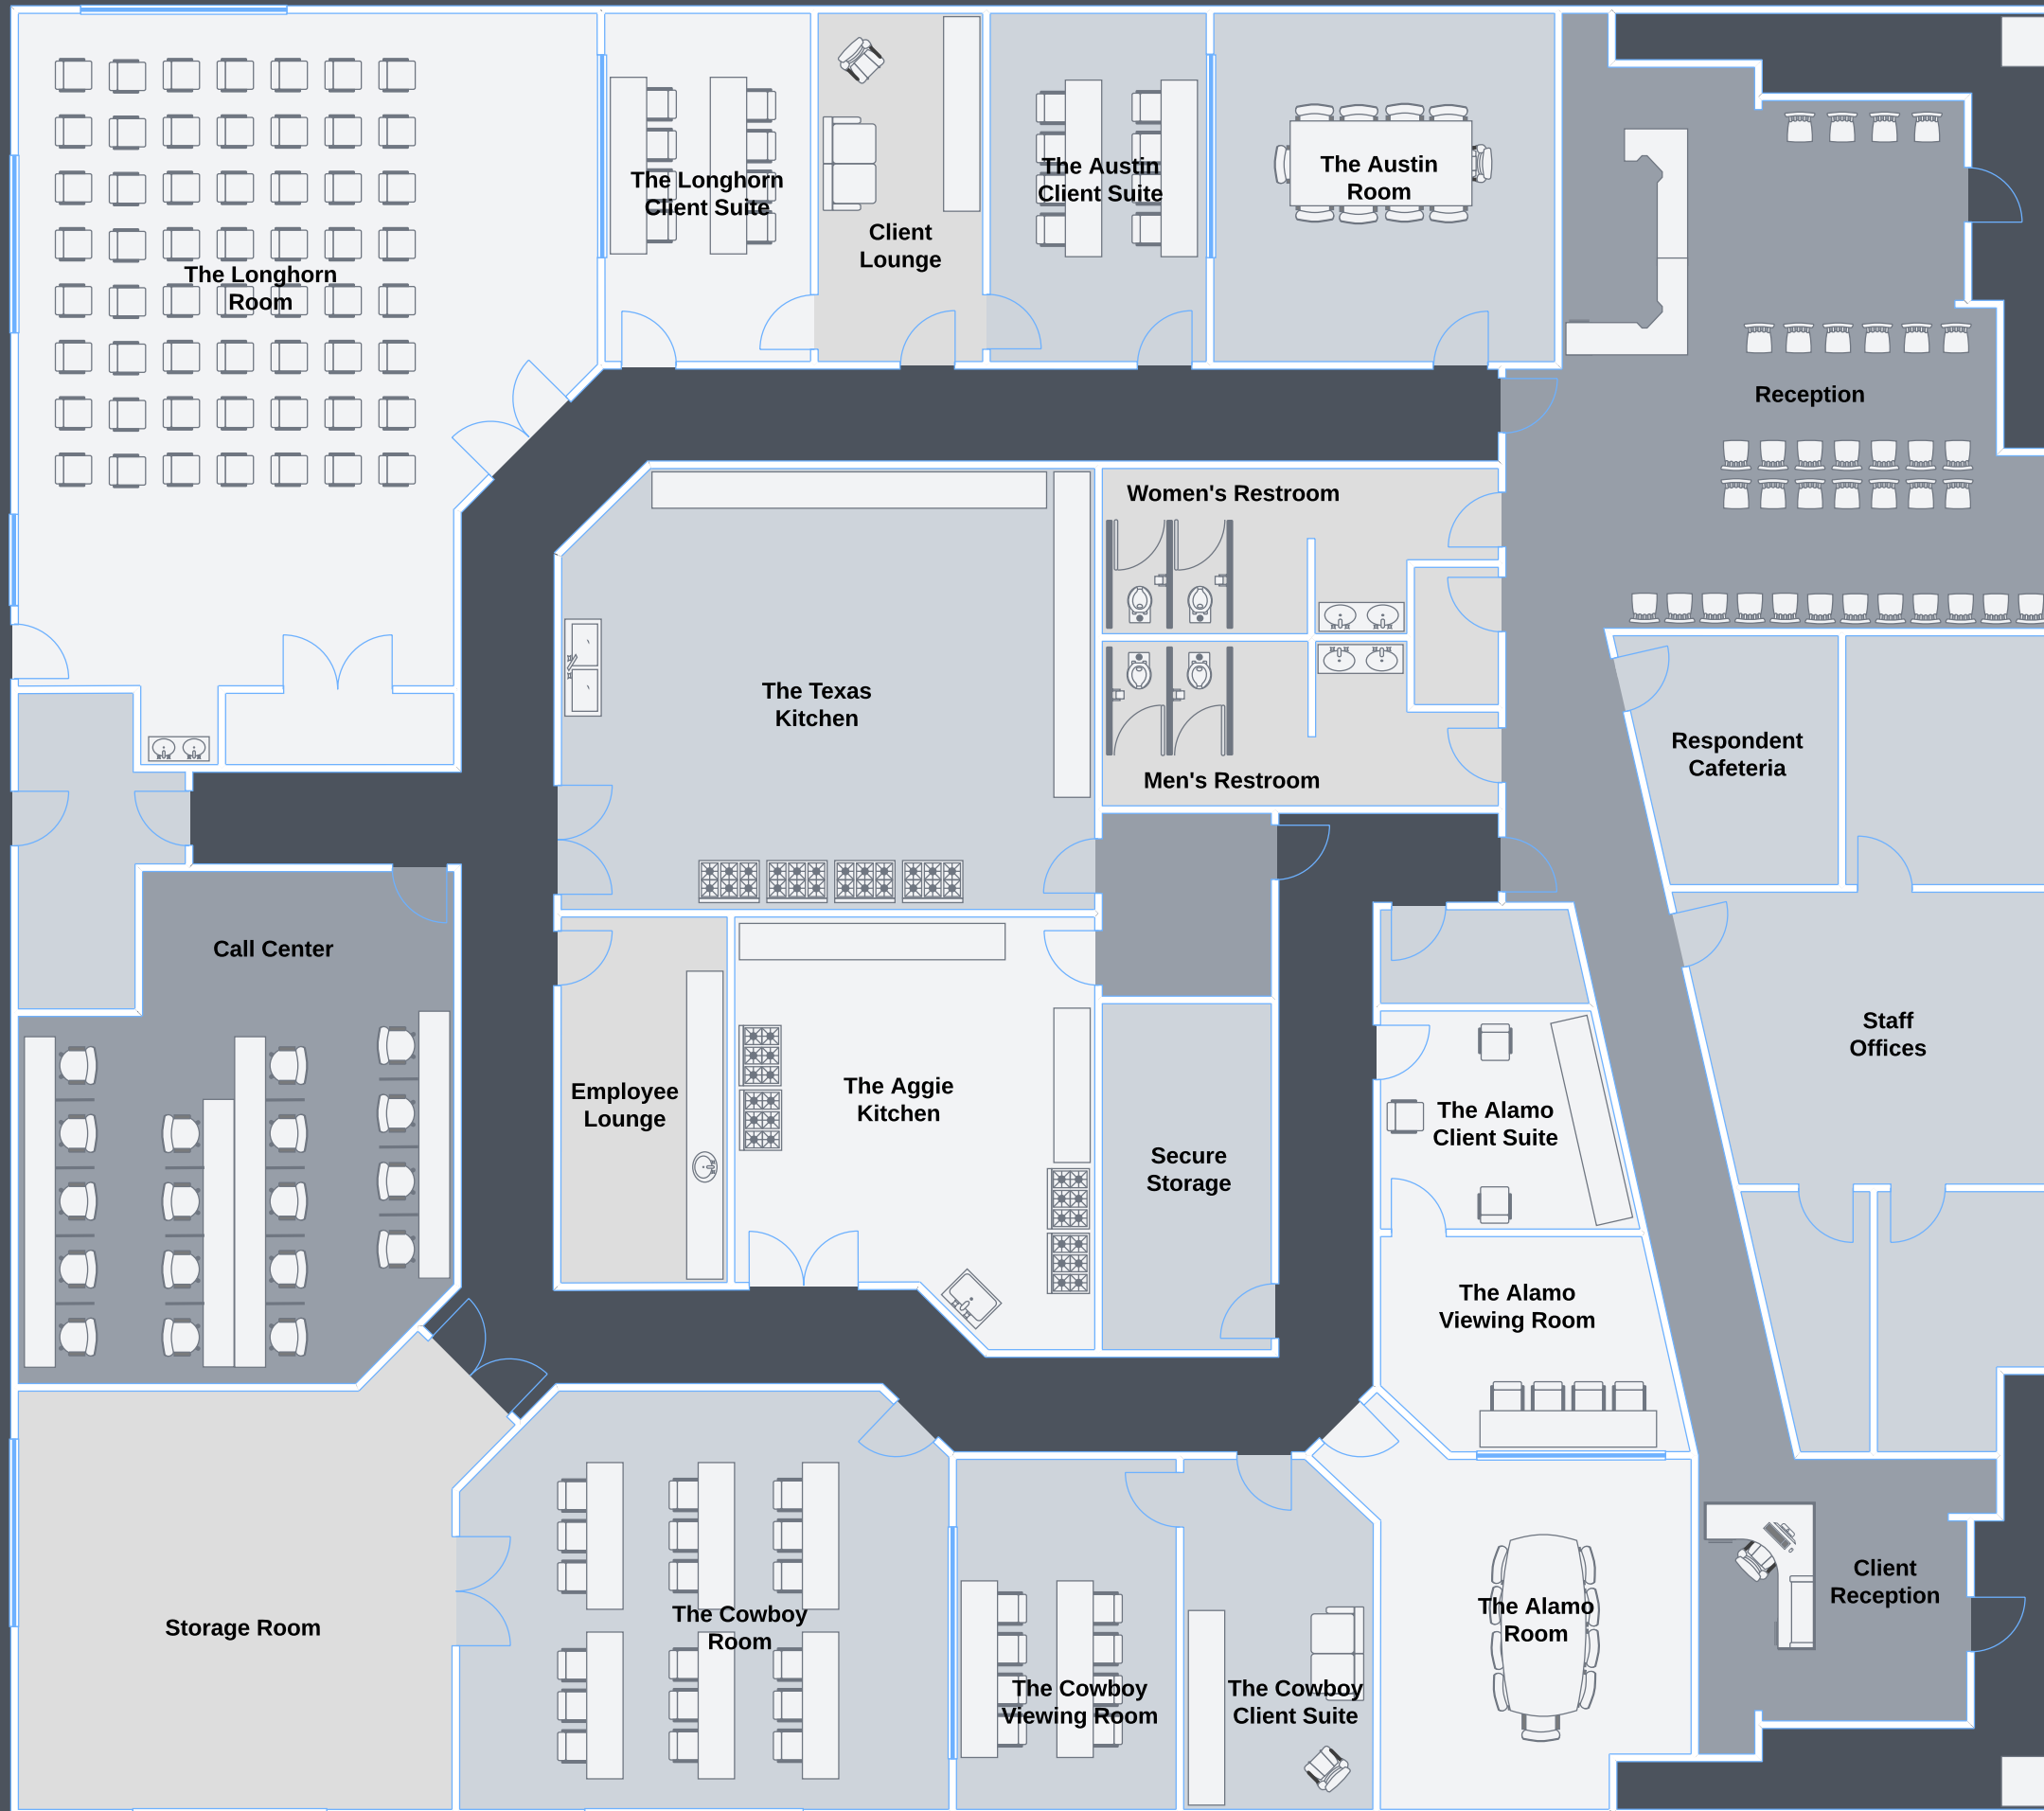 The Longhorn
Room
The Longhorn
Client Suite
Client
Lounge
The Austin
Client Suite
The Austin
Room
Reception
Women's Restroom
Men's Restroom
The Texas
Kitchen
Respondent
Cafeteria
Call Center
Employee
Lounge
The Aggie
Kitchen
Secure
Storage
The Alamo
Client Suite
Staff
Offices
The Alamo
Viewing Room
Storage Room
The Cowboy
Room
The Cowboy
Viewing Room
The Cowboy
Client Suite
The Alamo
Room
Client
Reception